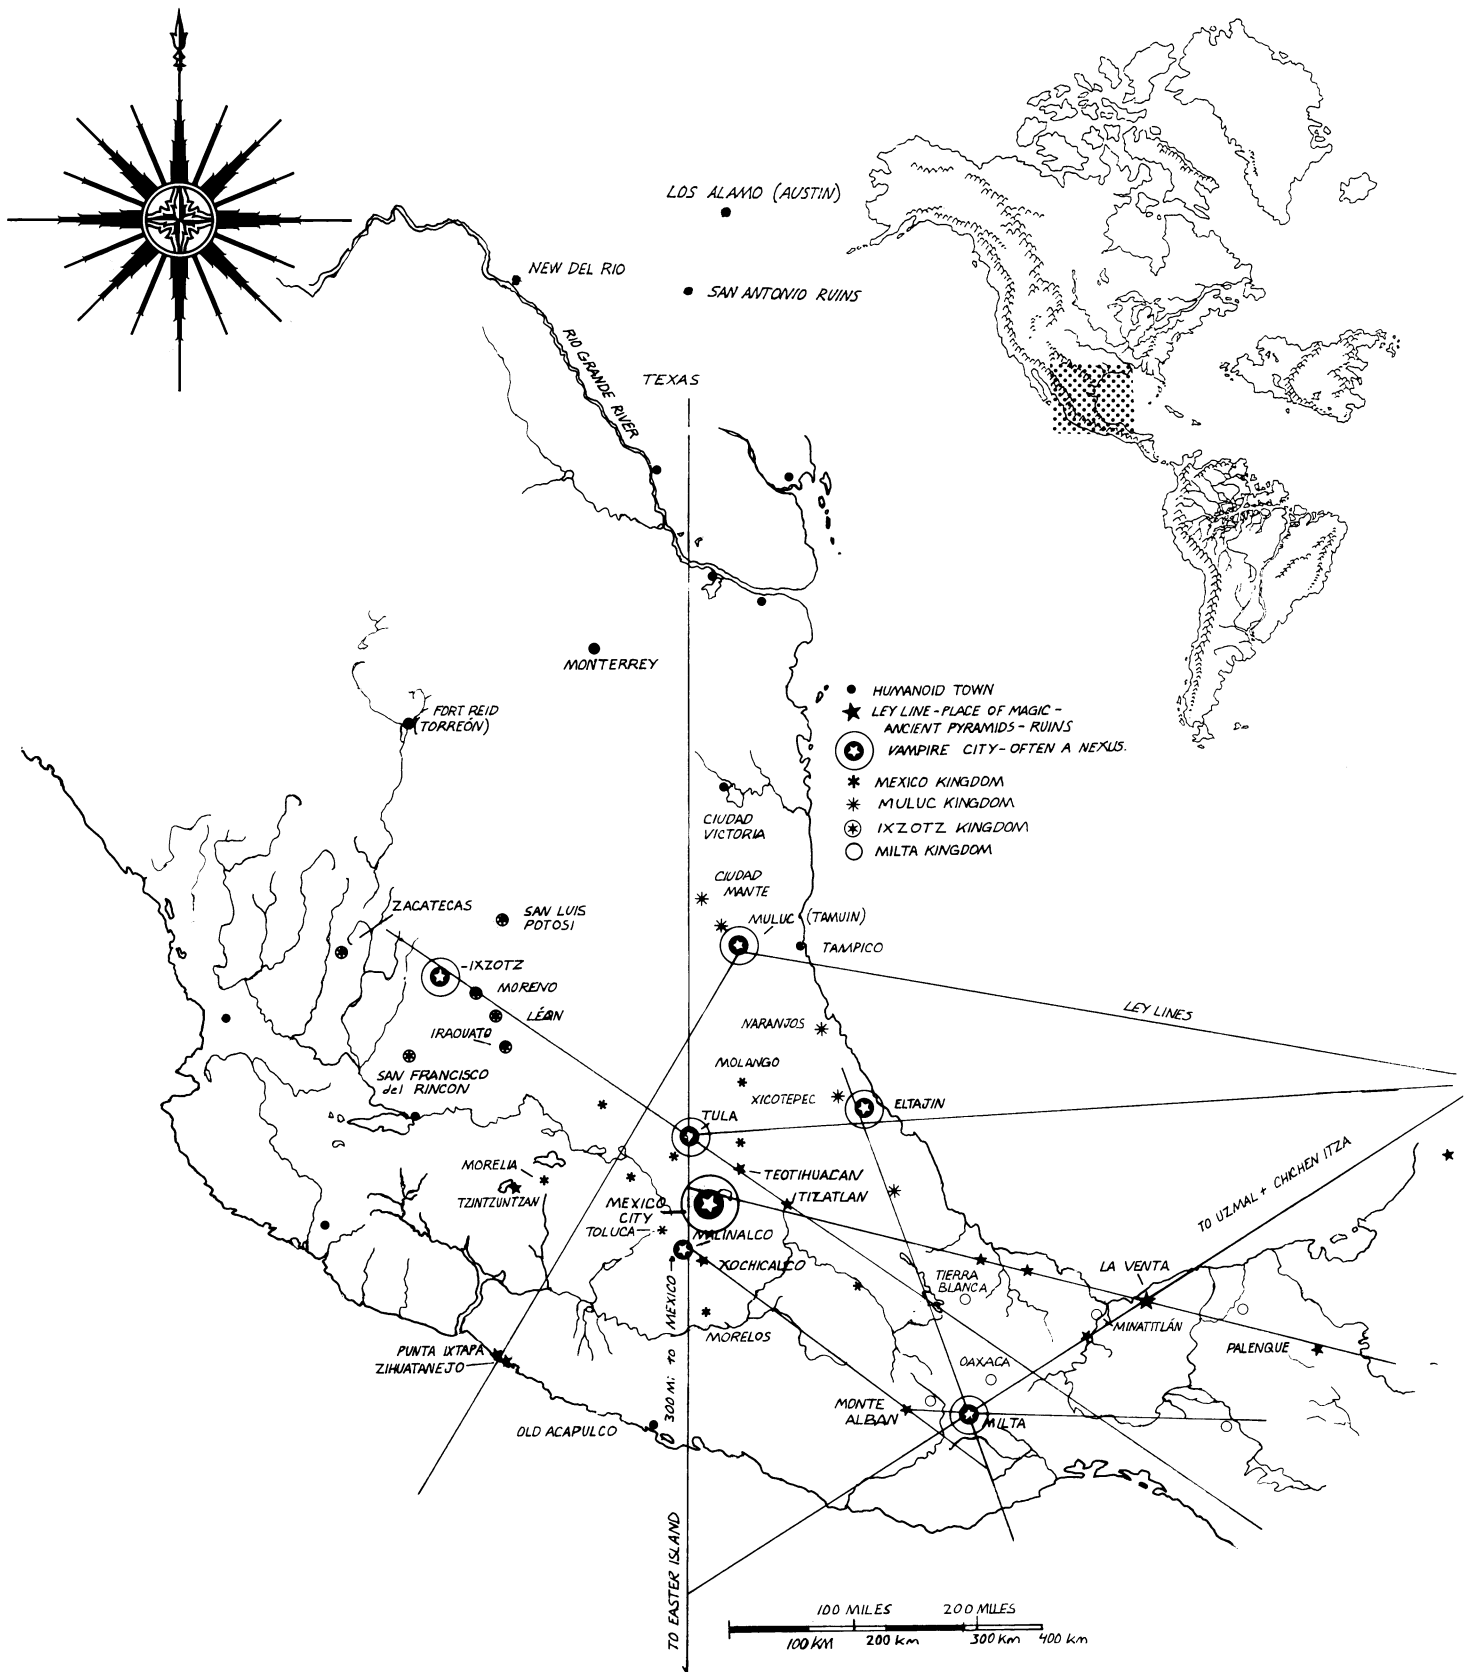 LOS ALAMO (AUSTIN)
NEW DEL RIO
SAN ANTONIO RUINS
RIO GRANDE RIVER
TEXAS
MONTERREY
HUMANOID TOWN
LEY LINE - PLACE OF MAGIC -
ANCIENT PYRAMIDS - RUINS
VAMPIRE CITY - OFTEN A NEXUS.
MEXICO KINGDOM
MULUC KINGDOM
IXZOTZ KINGDOM
MILTA KINGDOM
FORT REID
(TORREÓN)
CIUDAD
VICTORIA
CIUDAD
MANTE
ZACATECAS
SAN LUIS
POTOSI
MULUC (TAMUIN)
TAMPICO
IXZOTZ
MORENO
LÉON
IRAOUATO
SAN FRANCISCO
del RINCON
LEY LINES
NARANJOS
MOLANGO
XICOTEPEC
ELTAJIN
TULA
MORELIA
TZINTZUNTZAN
TEOTIHUACAN
ITIZATLAN
MEXICO
CITY
TOLUCA
MALINALCO
XOCHICALCO
TO UZMAL + CHICHEN ITZA
LA VENTA
TIERRA
BLANCA
MINATITLÁN
MORELOS
PALENQUE
PUNTA IXTAPA
ZIHUATANEJO
OAXACA
MONTE
ALBAN
MILTA
OLD ACAPULCO
300 Mi to MEXICO
TO EASTER ISLAND
100 MILES
200 MILES
100 KM
200 Km
300 Km
400 Km